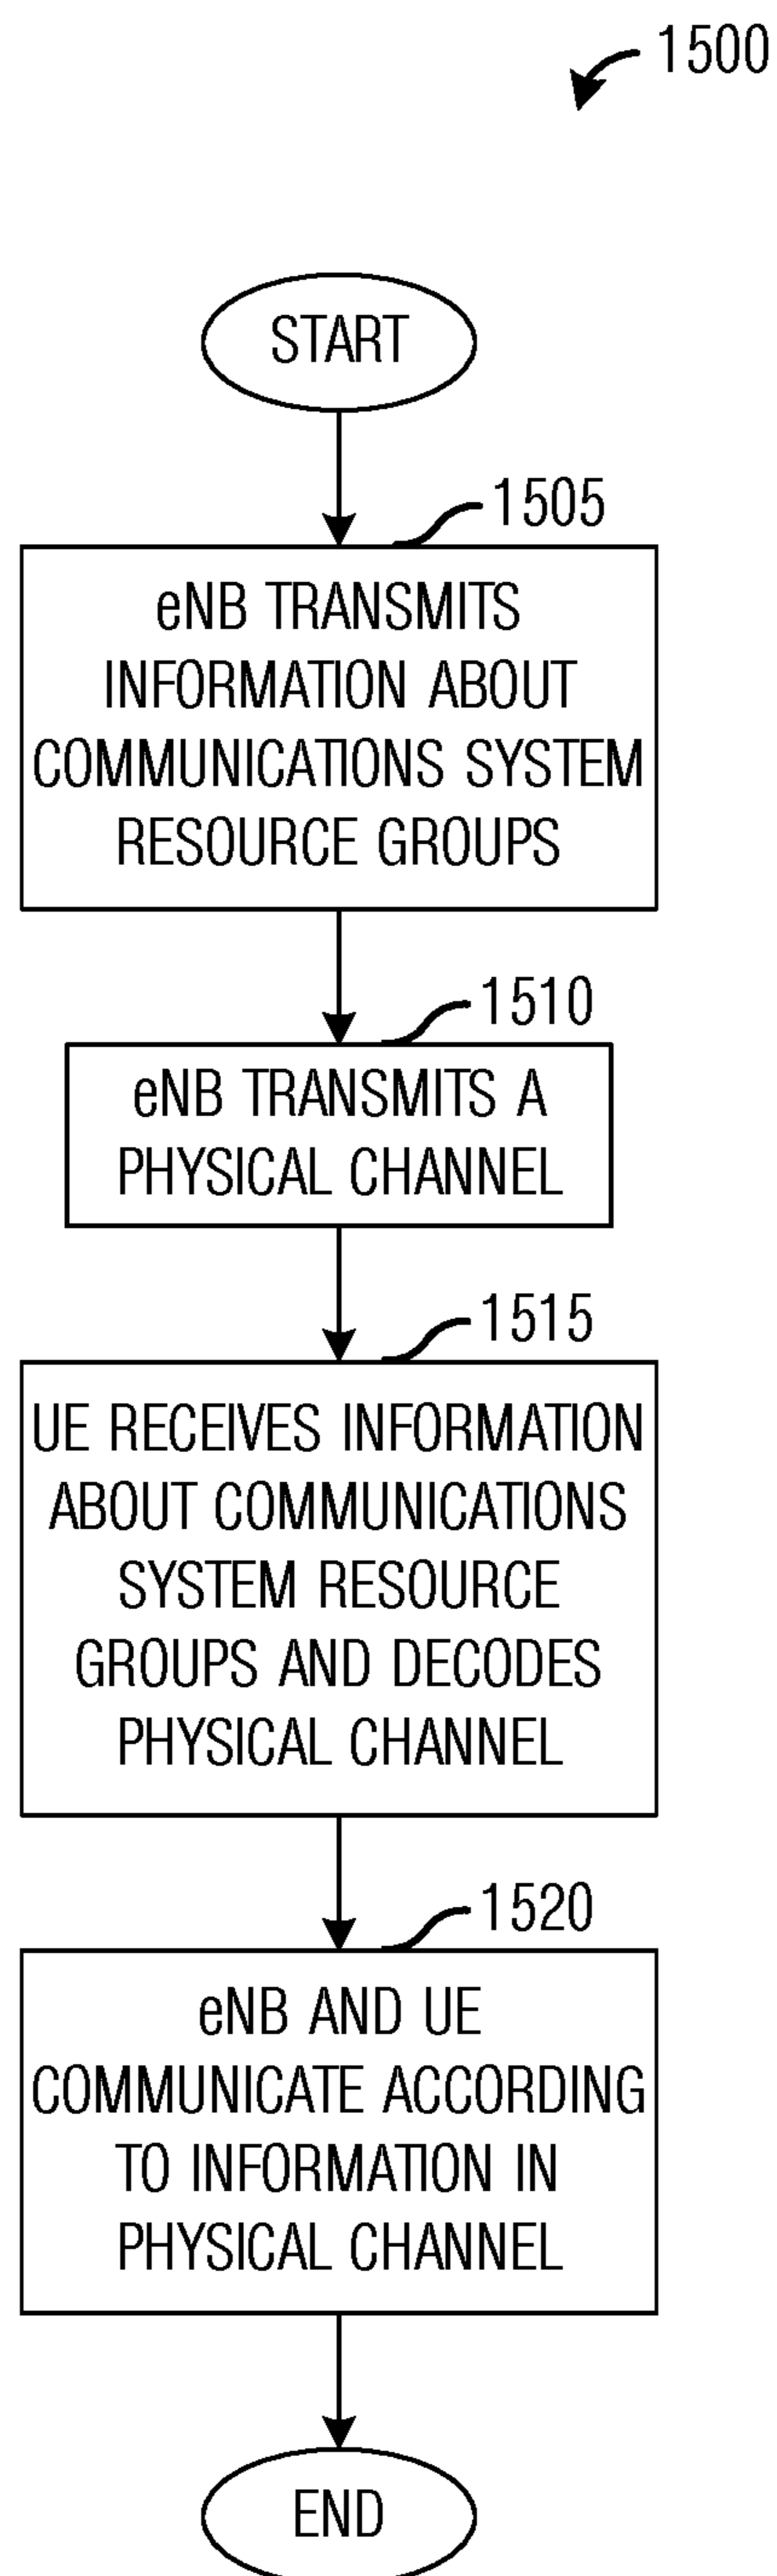 1500
START
1505
eNB TRANSMITS
INFORMATION ABOUT
COMMUNICATIONS SYSTEM
RESOURCE GROUPS
1510
eNB TRANSMITS A
PHYSICAL CHANNEL
1515
UE RECEIVES INFORMATION
ABOUT COMMUNICATIONS
SYSTEM RESOURCE
GROUPS AND DECODES
PHYSICAL CHANNEL
1520
eNB AND UE
COMMUNICATE ACCORDING
TO INFORMATION IN
PHYSICAL CHANNEL
END